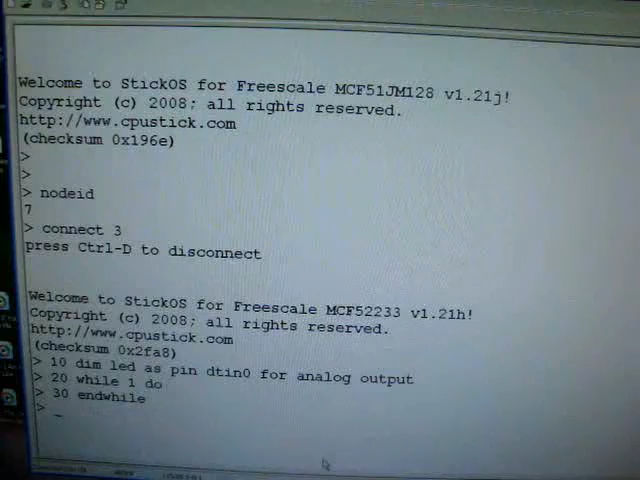 Welcome to StickOS for Freescale MCF51JM128 v1.21j!
Copyright (c) 2008; all rights reserved.
http://www.cpustick.com
(checksum 0x196e)
>
>
> nodeid
7
> connect 3
press Ctrl-D to disconnect
Welcome to StickOS for Freescale MCF52233 v1.21h!
Copyright (c) 2008; all rights reserved.
http://www.cpustick.com
(checksum 0x2fa8)
> 10 dim led as pin dtin0 for analog output
> 20 while 1 do
> 30 endwhile
> _